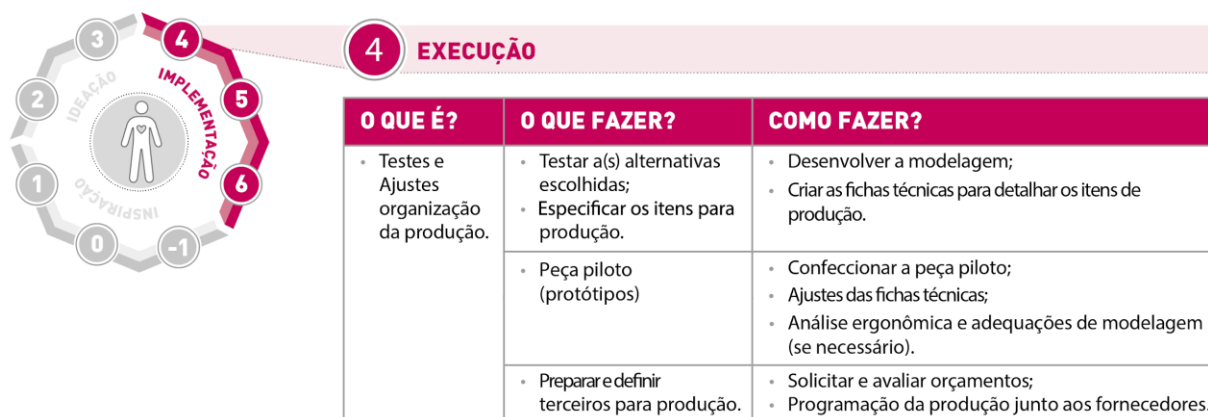 3
4
2
IDEAÇÃO
IMPLEMENTAÇÃO
5
1
INSPIRAÇÃO
6
0
-1
4 EXECUÇÃO
O QUE É?
O QUE FAZER?
COMO FAZER?
• Testes e
Ajustes
organização
da produção.
• Testar a(s) alternativas
escolhidas;
• Especificar os itens para
produção.
• Desenvolver a modelagem;
• Criar as fichas técnicas para detalhar os itens de
produção.
• Peça piloto
(protótipos)
• Confeccionar a peça piloto;
• Ajustes das fichas técnicas;
• Análise ergonômica e adequações de modelagem
(se necessário).
• Preparar e definir
terceiros para produção.
• Solicitar e avaliar orçamentos;
• Programação da produção junto aos fornecedores.